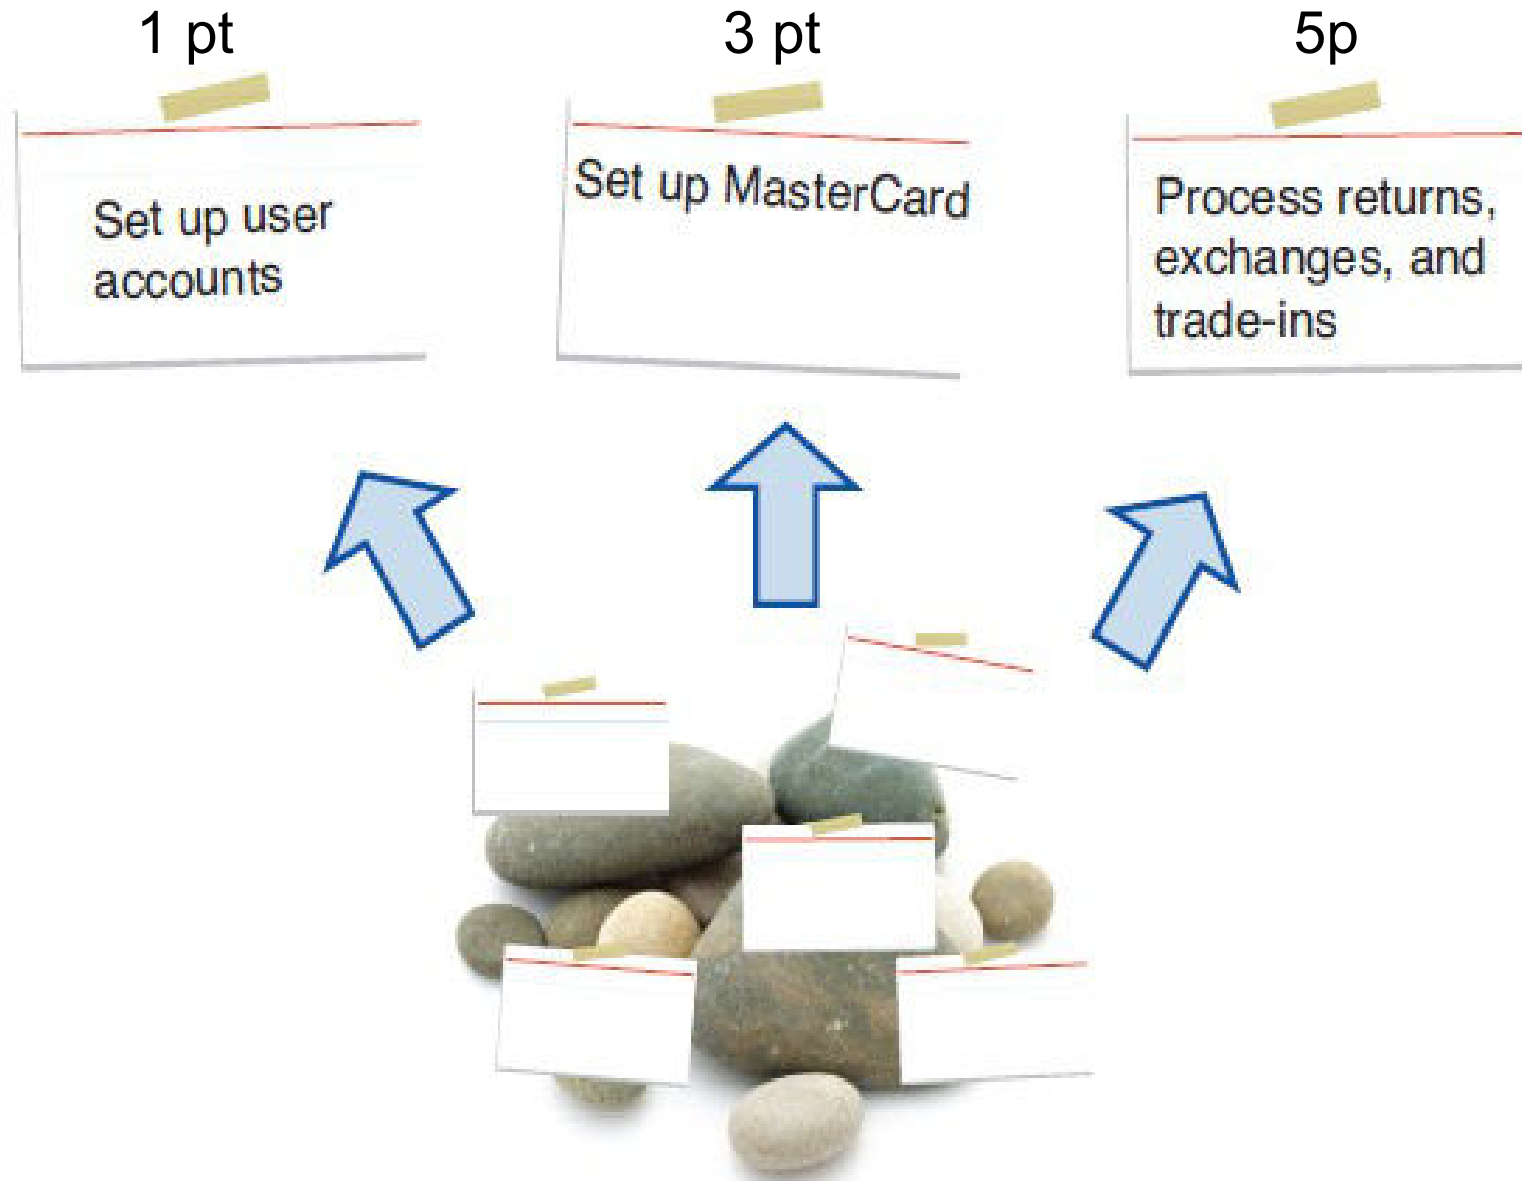 1 pt
3 pt
5p
Set up user
accounts
Set up MasterCard
Process returns,
exchanges, and
trade-ins